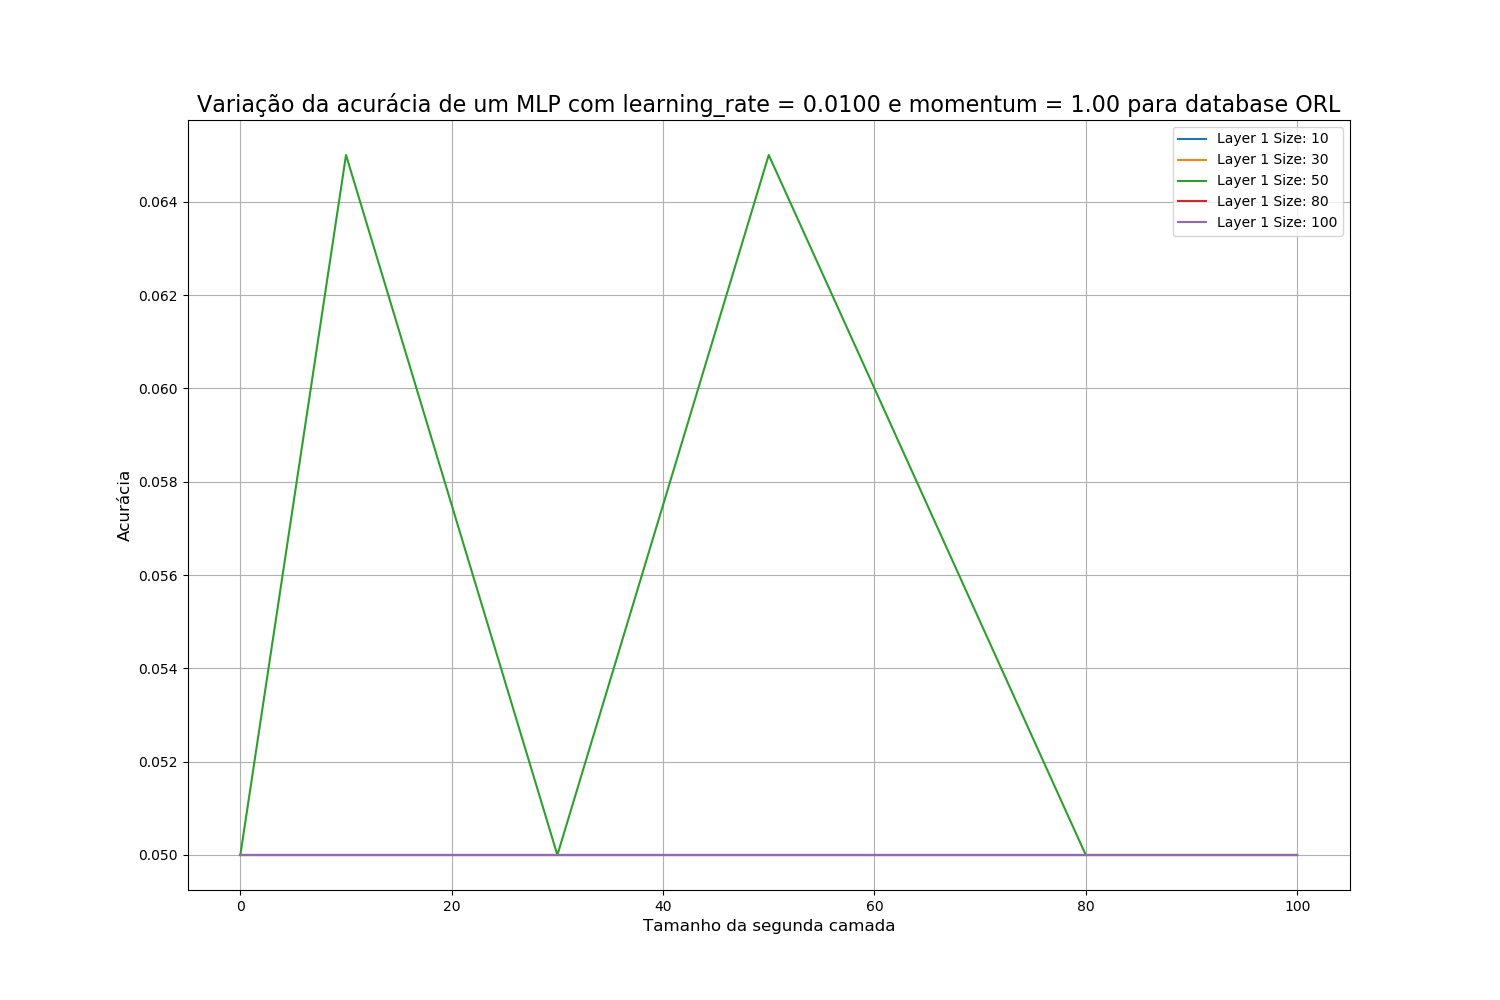 Variação da acurácia de um MLP com learning_rate = 0.0100 e momentum = 1.00 para database ORL
Layer 1 Size: 10
Layer 1 Size: 30
Layer 1 Size: 50
Layer 1 Size: 80
Layer 1 Size: 100
0.064
0.062
0.060
0.058
0.056
0.054
0.052
0.050
Acurácia
0 20 40 60 80 100
Tamanho da segunda camada